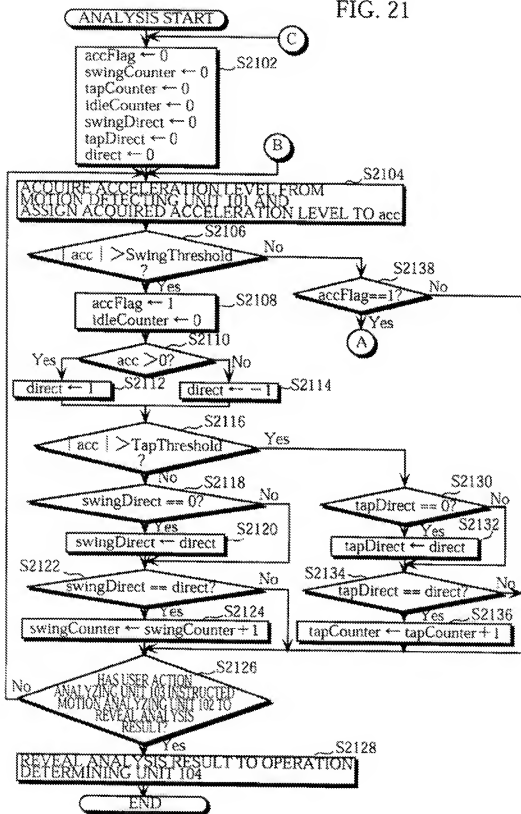 FIG. 21
ANALYSIS START
C
S2102
accFlag ← 0
swingCounter ← 0
tapCounter ← 0
idleCounter ← 0
swingDirect ← 0
tapDirect ← 0
direct ← 0
B
S2104
ACQUIRE ACCELERATION LEVEL FROM
MOTION DETECTING UNIT 101 AND
ASSIGN ACQUIRED ACCELERATION LEVEL TO acc
S2106
| acc | >SwingThreshold
?
No
Yes
S2138
accFlag==1?
No
Yes
A
accFlag ← 1
idleCounter ← 0
S2108
S2110
acc >0?
Yes
No
direct ← 1
S2112
direct ← −1
S2114
S2116
| acc | >TapThreshold
?
Yes
No
S2118
swingDirect == 0?
No
Yes
S2120
swingDirect ← direct
S2130
tapDirect == 0?
No
Yes
S2132
tapDirect ← direct
S2122
swingDirect == direct?
No
Yes
S2124
swingCounter ← swingCounter+1
S2134
tapDirect == direct?
No
Yes
S2136
tapCounter ← tapCounter+1
S2126
HAS USER ACTION
ANALYZING UNIT 103 INSTRUCTED
MOTION ANALYZING UNIT 102 TO
REVEAL ANALYSIS
RESULT?
No
Yes
S2128
REVEAL ANALYSIS RESULT TO OPERATION
DETERMINING UNIT 104
END